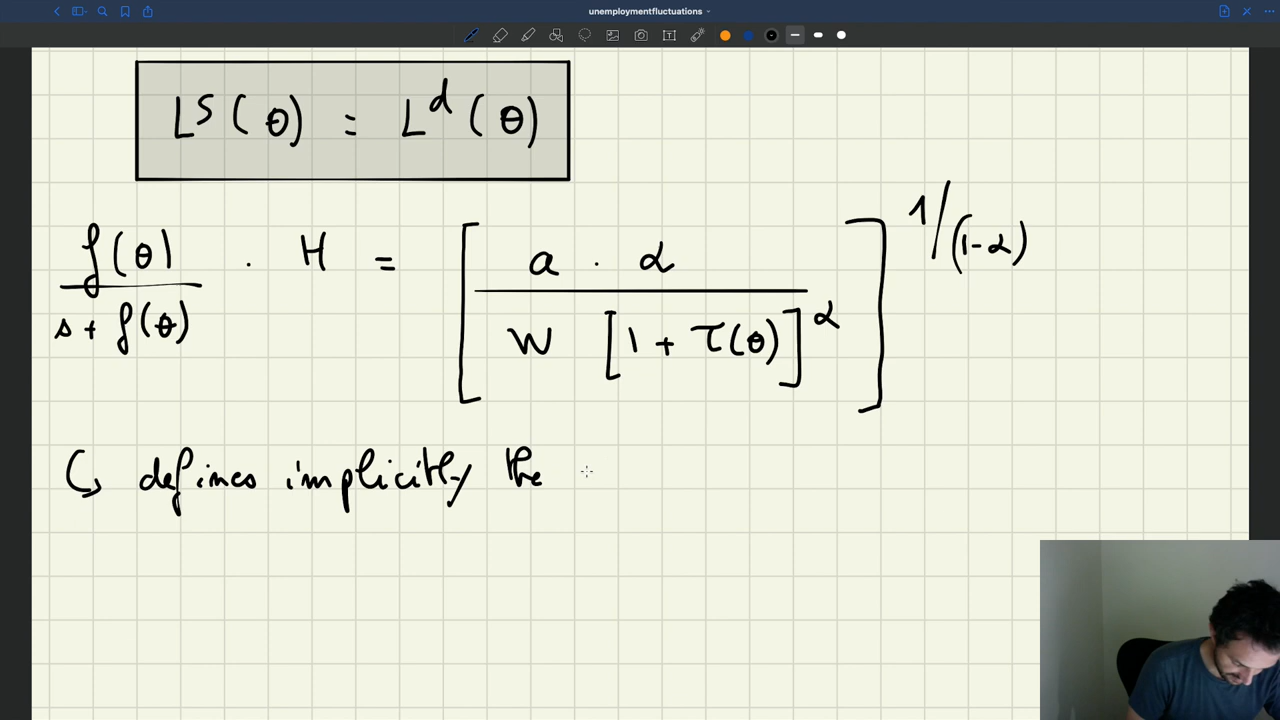 unemploymentfluctuations
L^s(θ) = L^d(θ)
f(θ) / (s + f(θ)) · H = [ a · α / (W [1 + τ(θ)]^α) ]^1/(1-α)
↳ defines implicitly the